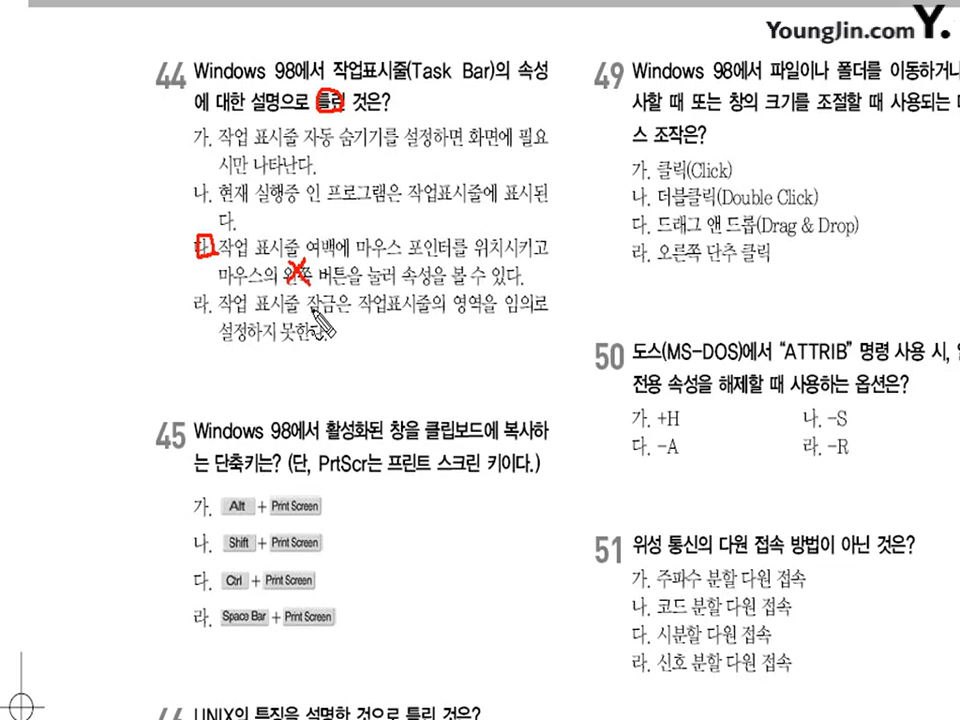 YoungJin.com Y.
44 Windows 98에서 작업표시줄(Task Bar)의 속성
에 대한 설명으로 틀린 것은?
가. 작업 표시줄 자동 숨기기를 설정하면 화면에 필요
시만 나타난다.
나. 현재 실행중 인 프로그램은 작업표시줄에 표시된
다.
다. 작업 표시줄 여백에 마우스 포인터를 위치시키고
마우스의 왼쪽 버튼을 눌러 속성을 볼 수 있다.
라. 작업 표시줄 잠금은 작업표시줄의 영역을 임의로
설정하지 못한다.
45 Windows 98에서 활성화된 창을 클립보드에 복사하
는 단축키는? (단, PrtScr는 프린트 스크린 키이다.)
가. Alt + Print Screen
나. Shift + Print Screen
다. Ctrl + Print Screen
라. Space Bar + Print Screen
UNIX의 특징을 설명한 것으로 틀린 것은?
49 Windows 98에서 파일이나 폴더를 이동하거나
사할 때 또는 창의 크기를 조절할 때 사용되는
스 조작은?
가. 클릭(Click)
나. 더블클릭(Double Click)
다. 드래그 앤 드롭(Drag & Drop)
라. 오른쪽 단추 클릭
50 도스(MS-DOS)에서 “ATTRIB” 명령 사용 시,
전용 속성을 해제할 때 사용하는 옵션은?
가. +H 나. -S
다. -A 라. -R
51 위성 통신의 다원 접속 방법이 아닌 것은?
가. 주파수 분할 다원 접속
나. 코드 분할 다원 접속
다. 시분할 다원 접속
라. 신호 분할 다원 접속